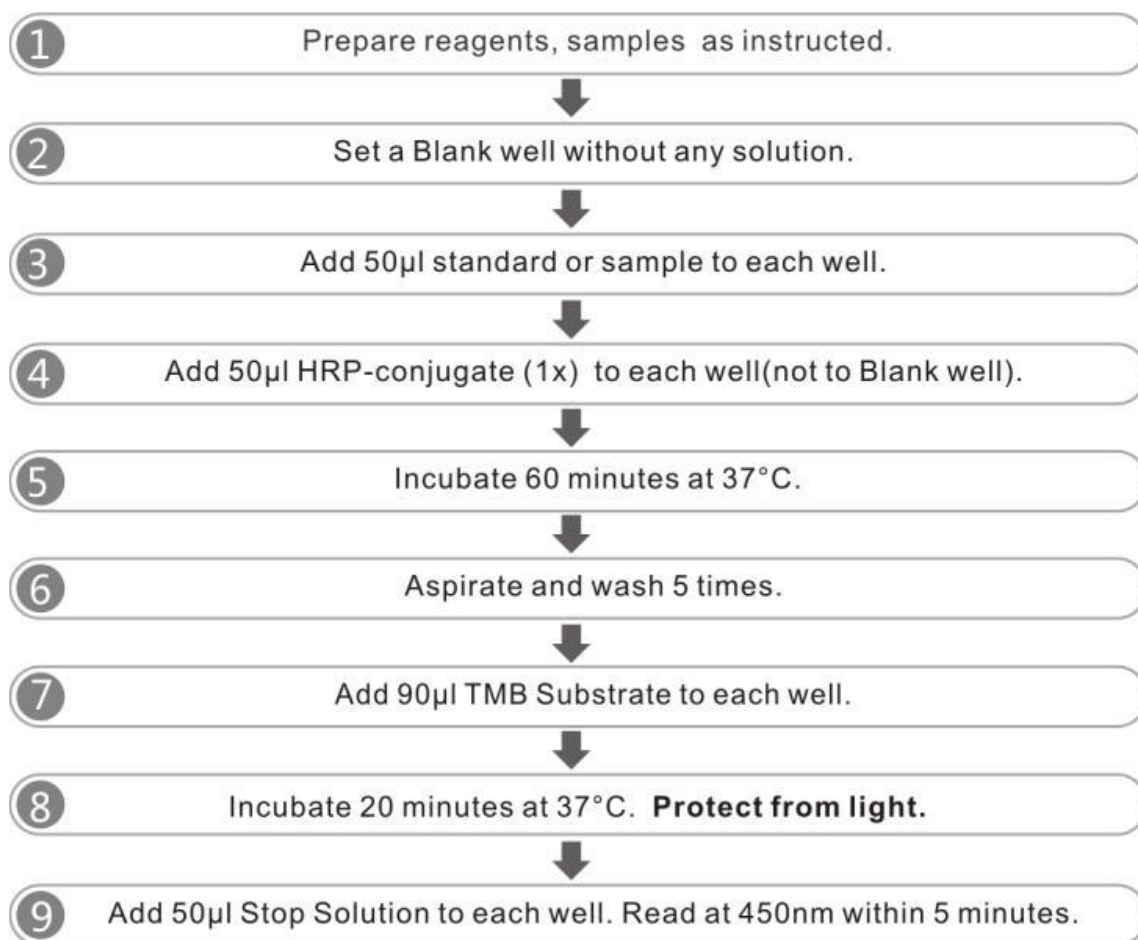 1 Prepare reagents, samples as instructed.
2 Set a Blank well without any solution.
3 Add 50µl standard or sample to each well.
4 Add 50µl HRP-conjugate (1x) to each well(not to Blank well).
5 Incubate 60 minutes at 37°C.
6 Aspirate and wash 5 times.
7 Add 90µl TMB Substrate to each well.
8 Incubate 20 minutes at 37°C. Protect from light.
9 Add 50µl Stop Solution to each well. Read at 450nm within 5 minutes.